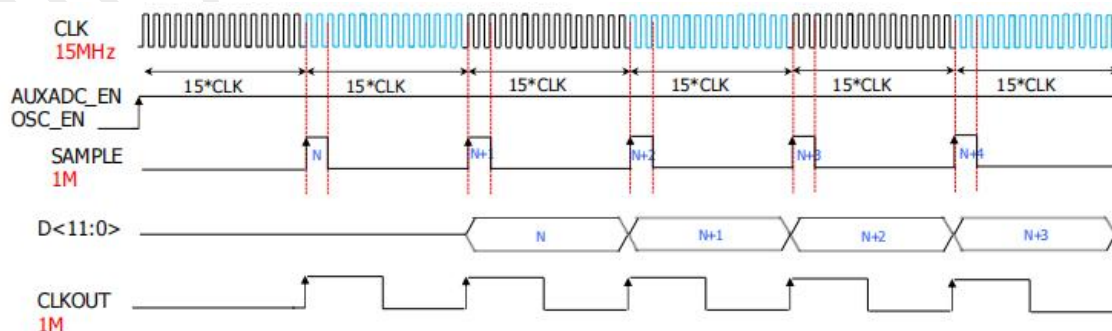 CLK
15MHz
15*CLK 15*CLK 15*CLK 15*CLK 15*CLK 15*CLK
AUXADC_EN
OSC_EN
SAMPLE
1M
N N+1 N+2 N+3 N+4
D<11:0>
N N+1 N+2 N+3
CLKOUT
1M